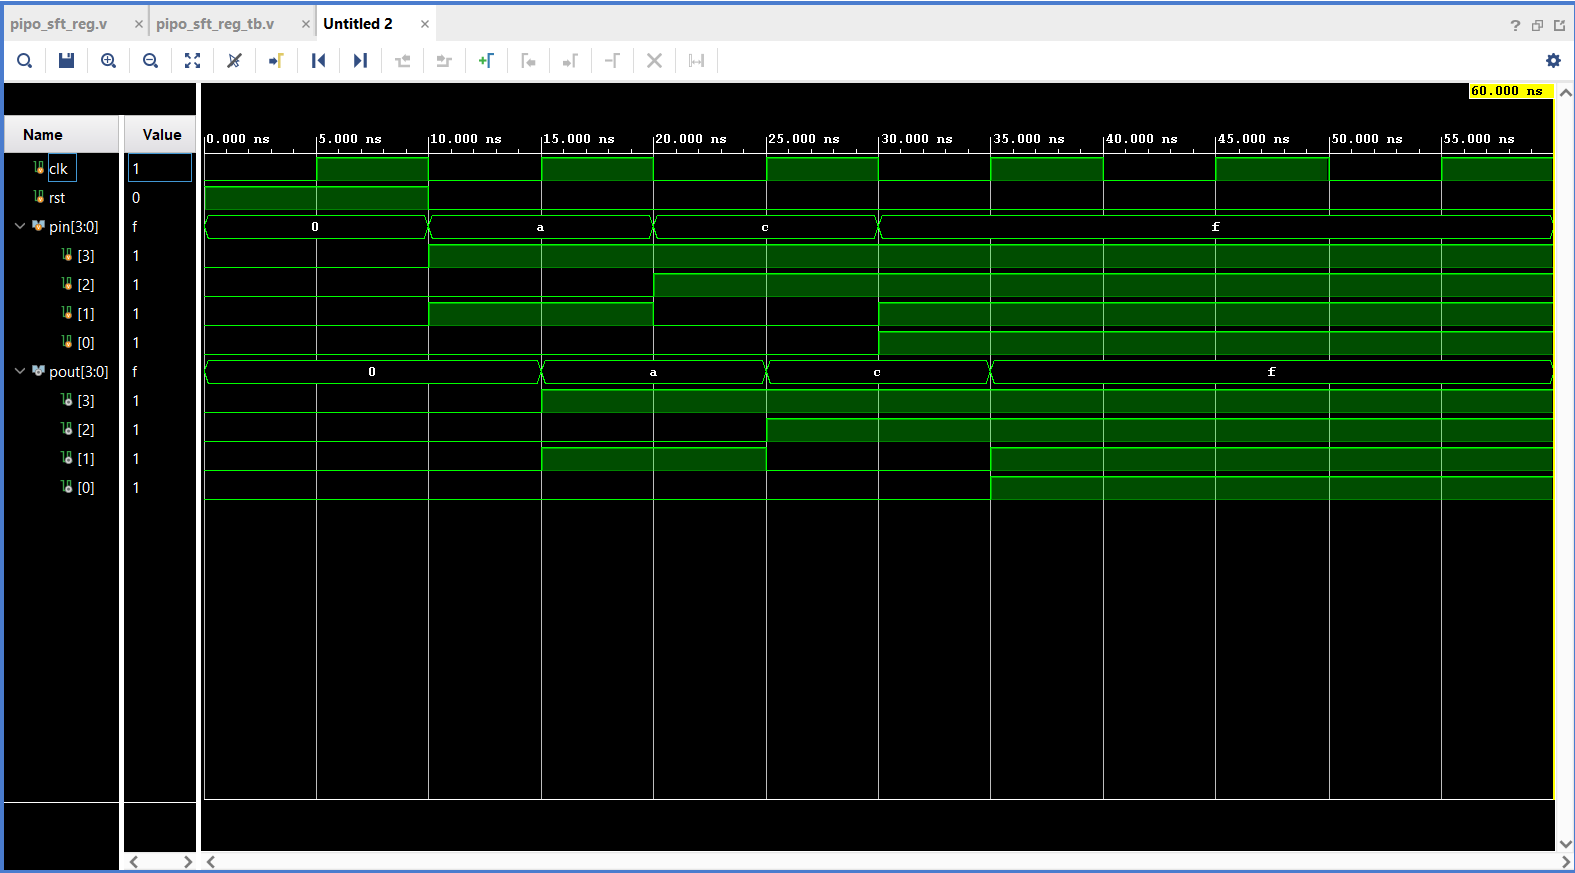 pipo_sft_reg.v × pipo_sft_reg_tb.v × Untitled 2 ×
?
60.000 ns
Name Value
0.000 ns 5.000 ns 10.000 ns 15.000 ns 20.000 ns 25.000 ns 30.000 ns 35.000 ns 40.000 ns 45.000 ns 50.000 ns 55.000 ns
clk 1
rst 0
pin[3:0] f 0 a c f
[3] 1
[2] 1
[1] 1
[0] 1
pout[3:0] f 0 a c f
[3] 1
[2] 1
[1] 1
[0] 1